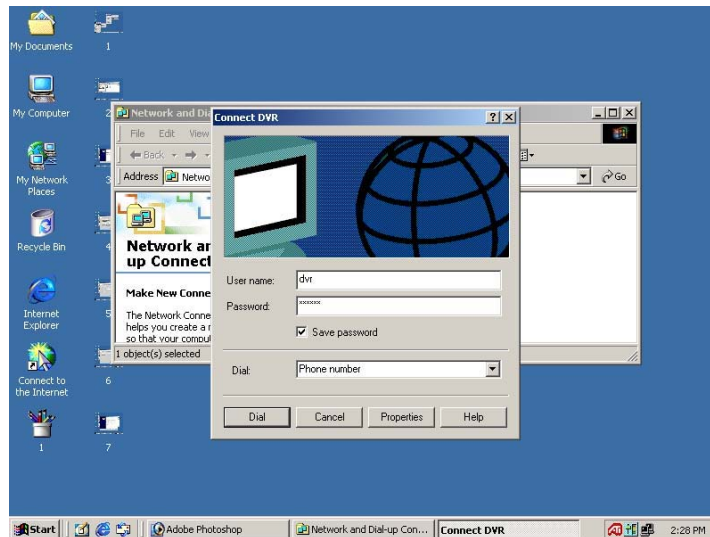 My Documents
1
My Computer
2
My Network
Places
3
Recycle Bin
4
Internet
Explorer
5
Connect to
the Internet
6
1
7
Network and Dia
File Edit View
Back
Address Netwo
Go
Network an
up Connect
Make New Conne
The Network Conne
helps you create a
so that your comput
1 object(s) selected
Connect DVR
User name: dvr
Password: xxxxxx
Save password
Dial: Phone number
Dial Cancel Properties Help
Start Adobe Photoshop Network and Dial-up Con... Connect DVR 2:28 PM